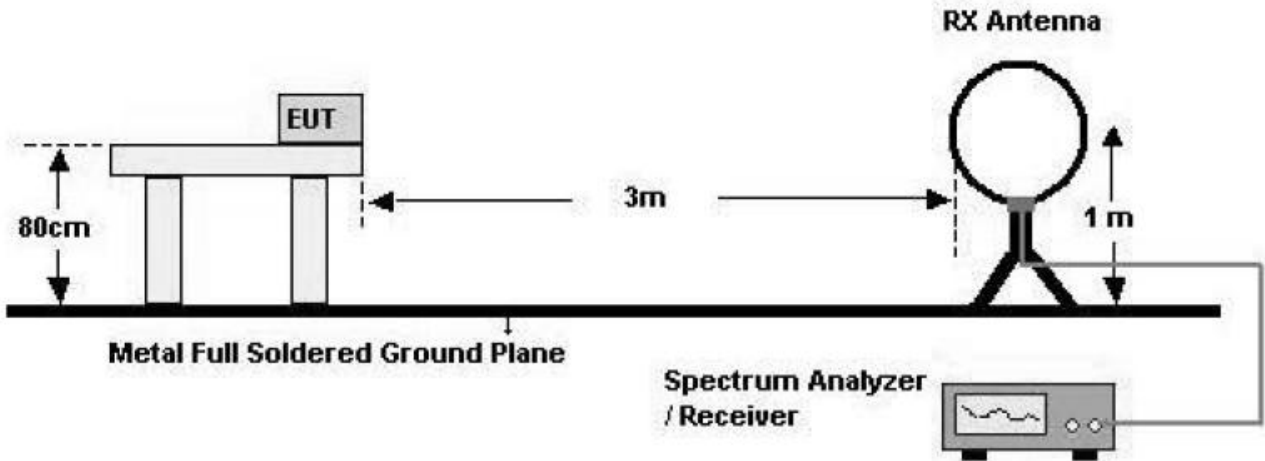 RX Antenna
EUT
80cm
3m
1 m
Metal Full Soldered Ground Plane
Spectrum Analyzer
/ Receiver